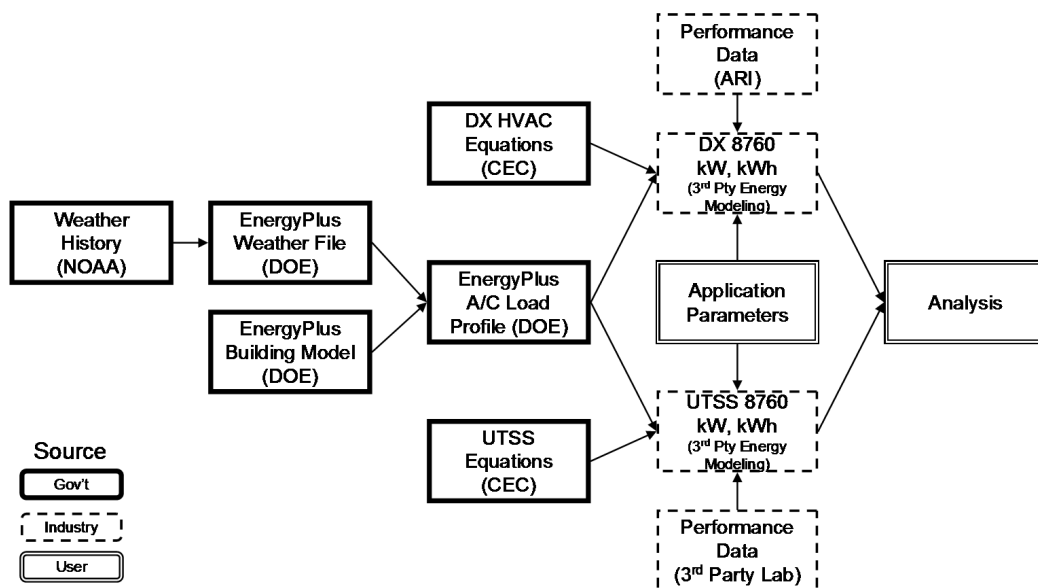 Performance
Data
(ARI)
DX HVAC
Equations
(CEC)
DX 8760
kW, kWh
(3rd Pty Energy
Modeling)
Weather
History
(NOAA)
EnergyPlus
Weather File
(DOE)
EnergyPlus
A/C Load
Profile (DOE)
Application
Parameters
Analysis
EnergyPlus
Building Model
(DOE)
UTSS 8760
kW, kWh
(3rd Pty Energy
Modeling)
UTSS
Equations
(CEC)
Performance
Data
(3rd Party Lab)
Source
Gov't
Industry
User